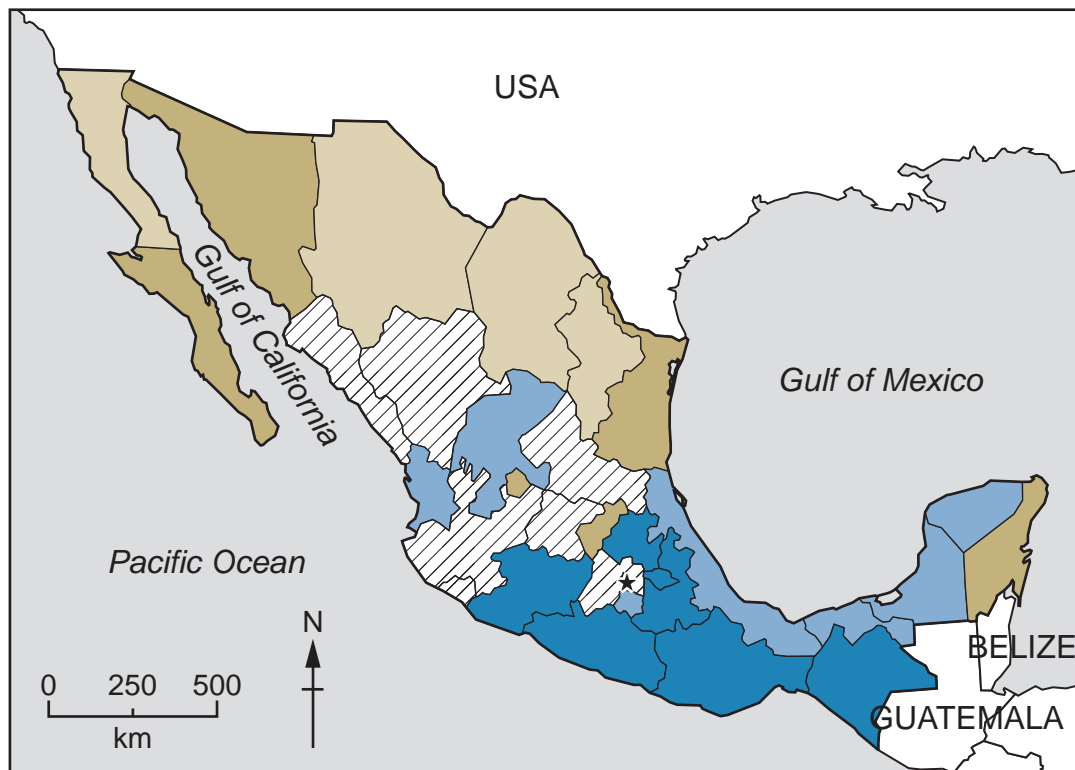 USA
Gulf of California
Gulf of Mexico
Pacific Ocean
N
0 250 500
km
BELIZE
GUATEMALA